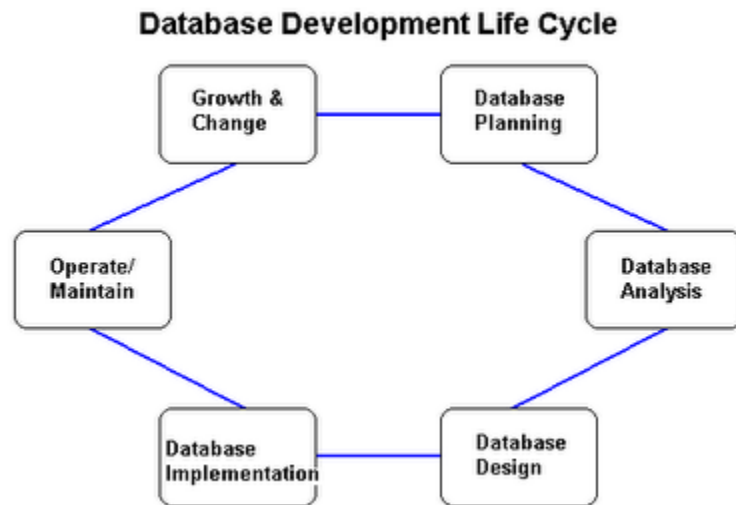 Database Development Life Cycle
Growth &
Change
Database
Planning
Operate/
Maintain
Database
Analysis
Database
Implementation
Database
Design